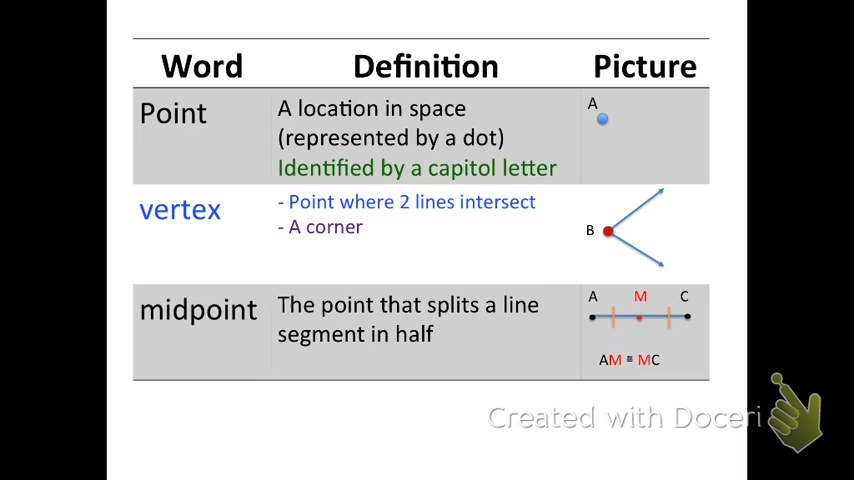 Word Definition Picture
Point A location in space A
(represented by a dot)
Identified by a capitol letter
vertex - Point where 2 lines intersect
- A corner B
midpoint The point that splits a line A M C
segment in half
AM ≅ MC
Created with Doceri